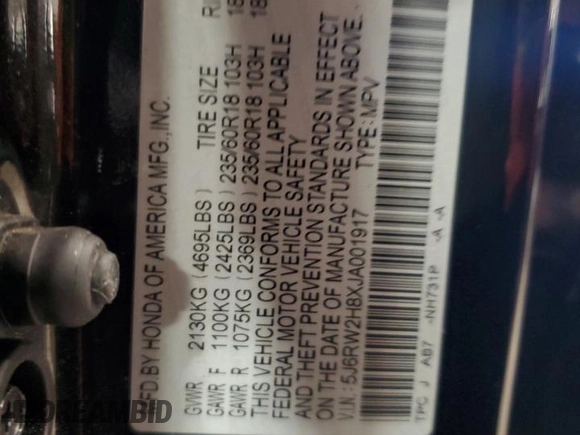 FD.BY HONDA OF AMERICA MFG.,INC.
GVWR 2130KG (4695LBS) TIRE SIZE
GAWR F 1100KG (2425LBS) 235/60R18 103H 18
GAWR R 1075KG (2369LBS) 235/60R18 103H 18
THIS VEHICLE CONFORMS TO ALL APPLICABLE
FEDERAL MOTOR VEHICLE SAFETY
AND THEFT PREVENTION STANDARDS IN EFFECT
ON THE DATE OF MANUFACTURE SHOWN ABOVE.
V.I.N.: 5J6RW2H8XJA001917 TYPE: MPV
TPC J A87 -NH731P -A -A